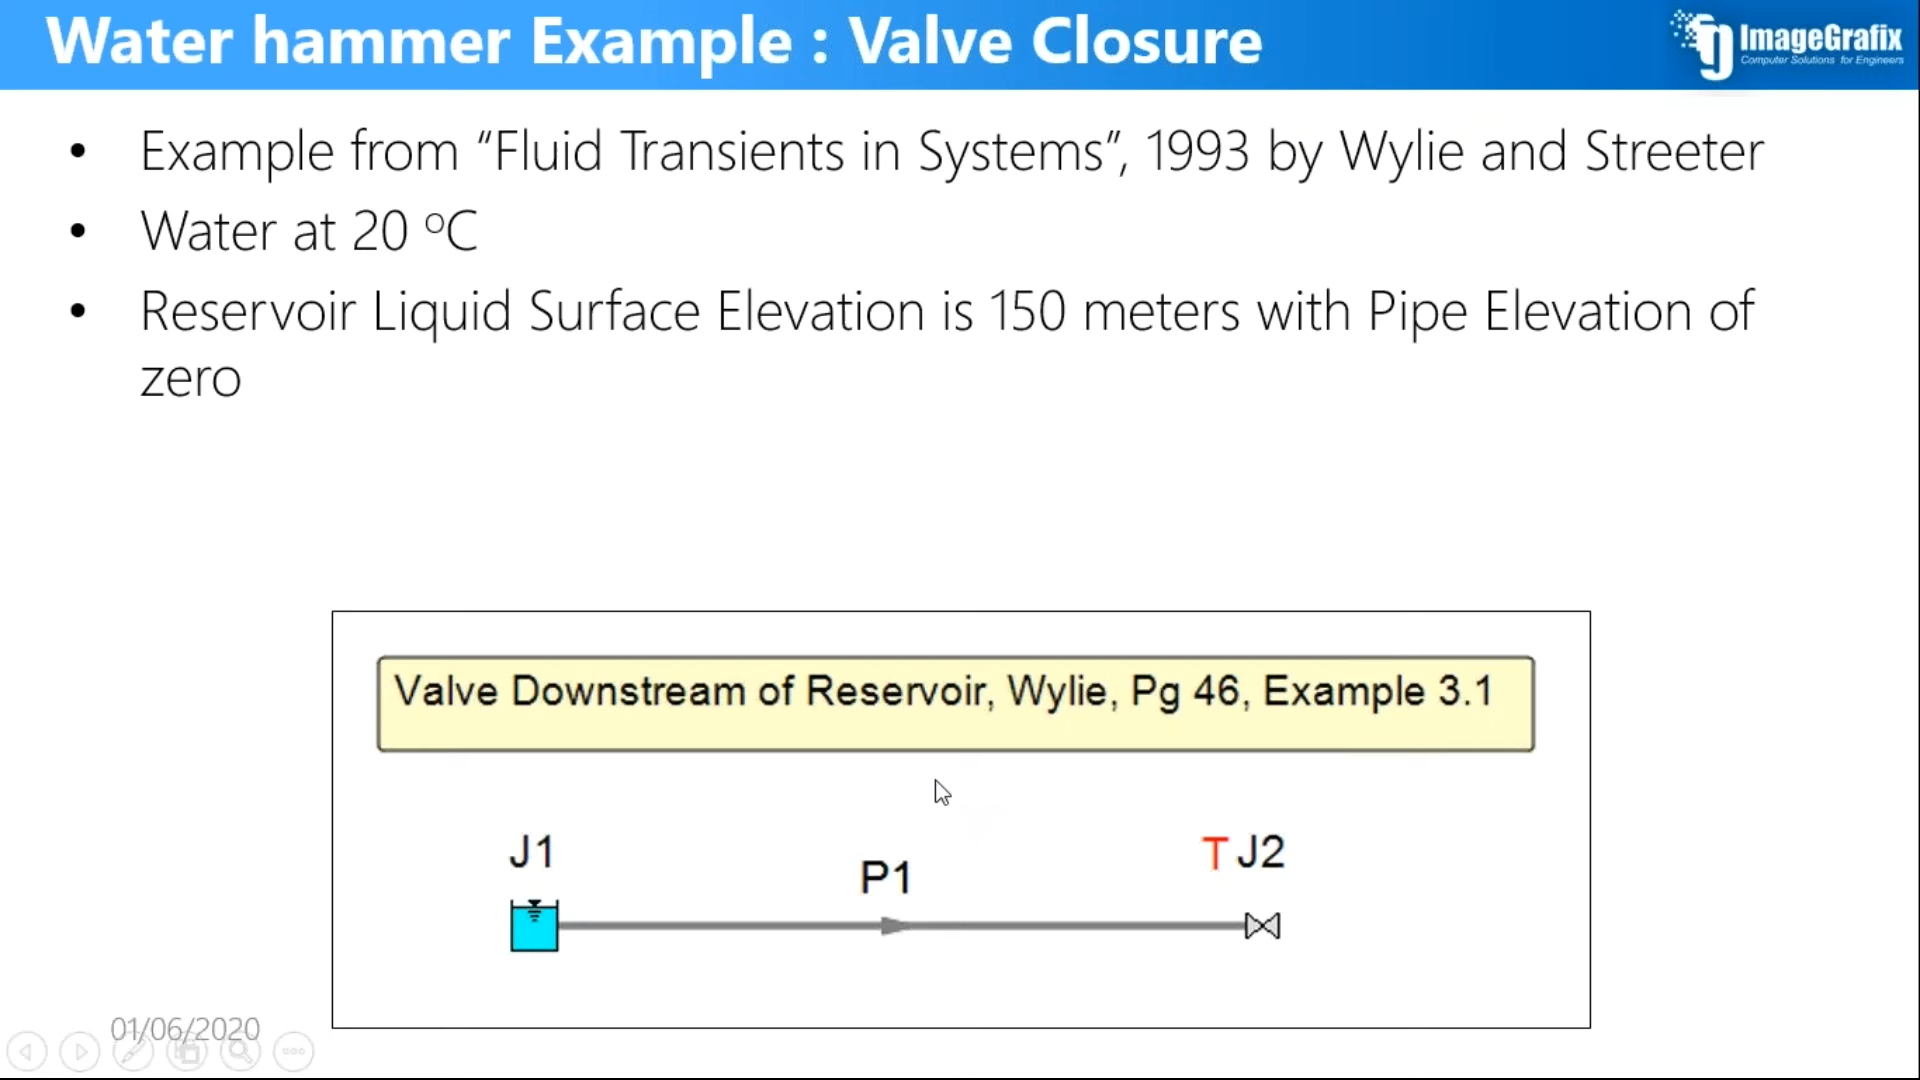 Water hammer Example : Valve Closure
ImageGrafix
Computer Solutions for Engineers
• Example from “Fluid Transients in Systems”, 1993 by Wylie and Streeter
• Water at 20 ºC
• Reservoir Liquid Surface Elevation is 150 meters with Pipe Elevation of
zero
Valve Downstream of Reservoir, Wylie, Pg 46, Example 3.1
J1
P1
T J2
01/06/2020